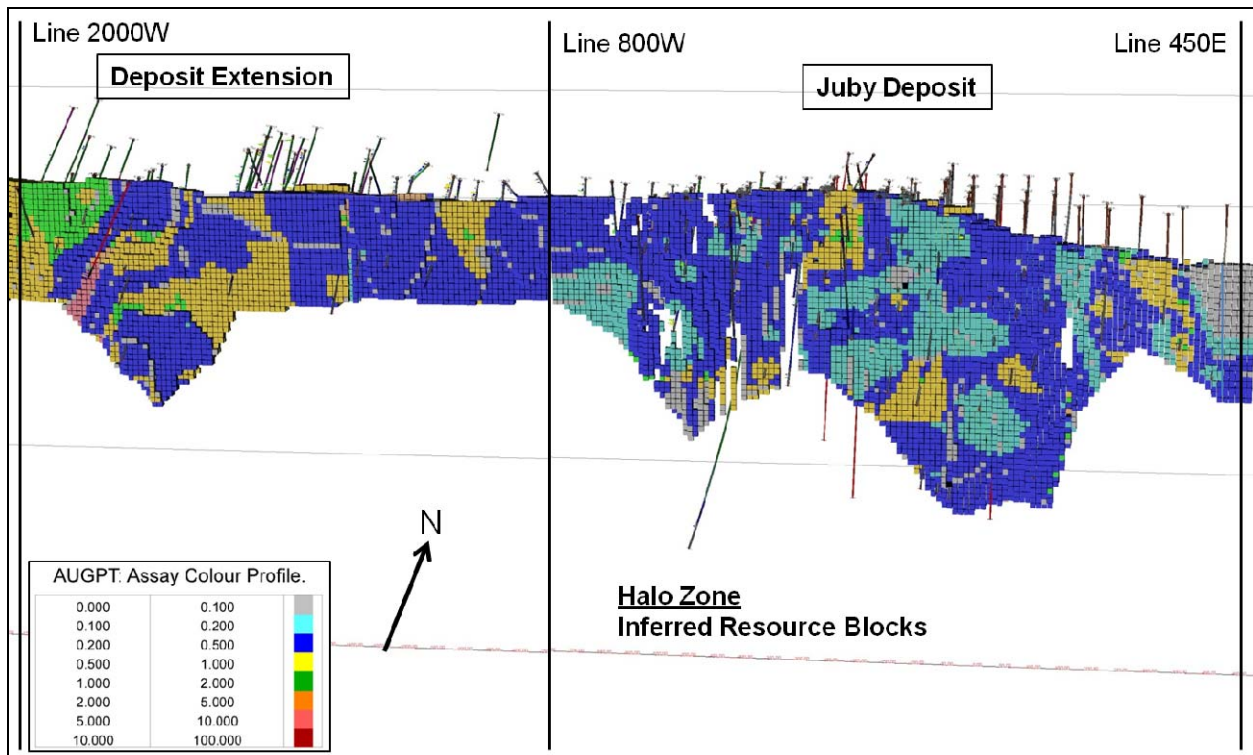 Line 2000W
Line 800W
Line 450E
Deposit Extension
Juby Deposit
N
AUGPT: Assay Colour Profile.
0.000 0.100
0.100 0.200
0.200 0.500
0.500 1.000
1.000 2.000
2.000 5.000
5.000 10.000
10.000 100.000
Halo Zone
Inferred Resource Blocks